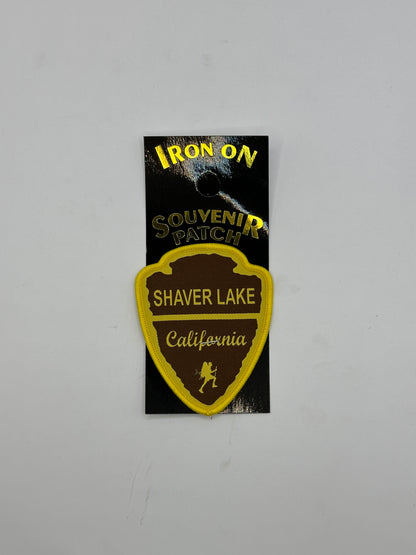 IRON ON
SOUVENIR
PATCH
SHAVER LAKE
California